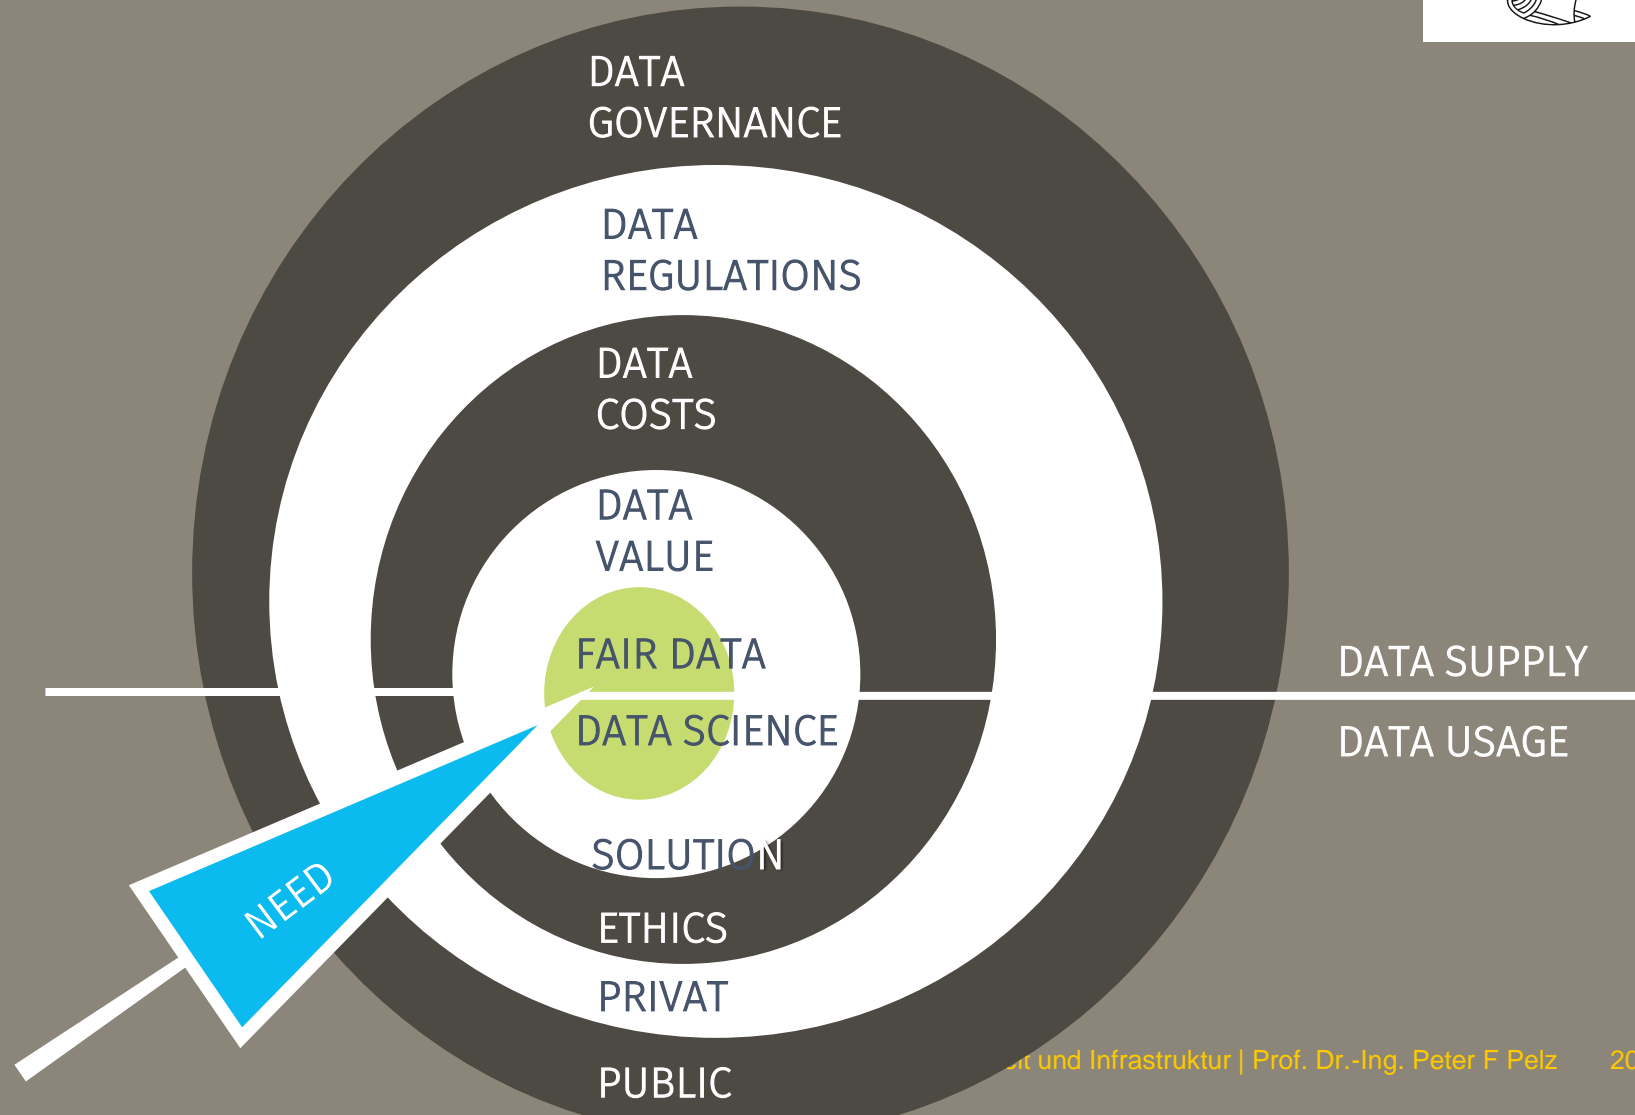 DATA
GOVERNANCE
DATA
REGULATIONS
DATA
COSTS
DATA
VALUE
FAIR DATA
DATA SUPPLY
DATA SCIENCE
DATA USAGE
SOLUTION
NEED
ETHICS
PRIVAT
und Infrastruktur | Prof. Dr.-Ing. Peter F Pelz
PUBLIC